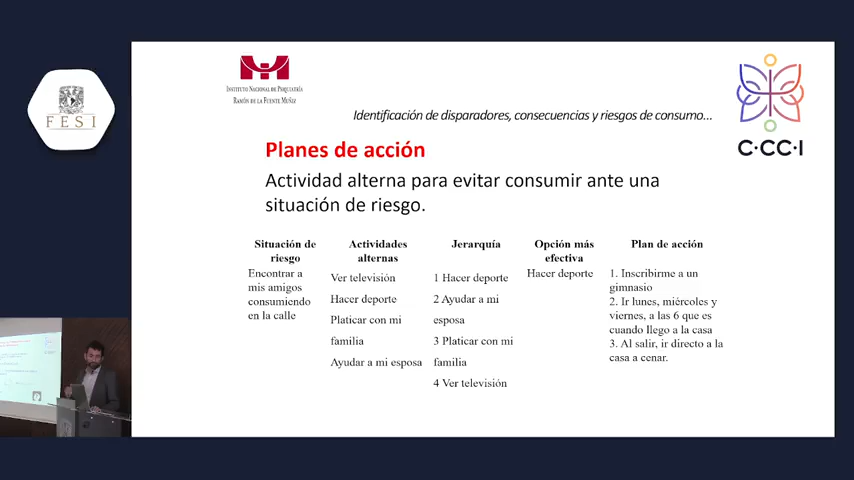 FESI
INSTITUTO NACIONAL DE PSIQUIATRÍA
RAMÓN DE LA FUENTE MUÑIZ
C·CC·I
Identificación de disparadores, consecuencias y riesgos de consumo...
Planes de acción
Actividad alterna para evitar consumir ante una
situación de riesgo.
Situación de
riesgo
Encontrar a
mis amigos
consumiendo
en la calle
Actividades
alternas
Ver televisión
Hacer deporte
Platicar con mi
familia
Ayudar a mi esposa
Jerarquía
1 Hacer deporte
2 Ayudar a mi
esposa
3 Platicar con mi
familia
4 Ver televisión
Opción más
efectiva
Hacer deporte
Plan de acción
1. Inscribirme a un
gimnasio
2. Ir lunes, miércoles y
viernes, a las 6 que es
cuando llego a la casa
3. Al salir, ir directo a la
casa a cenar.